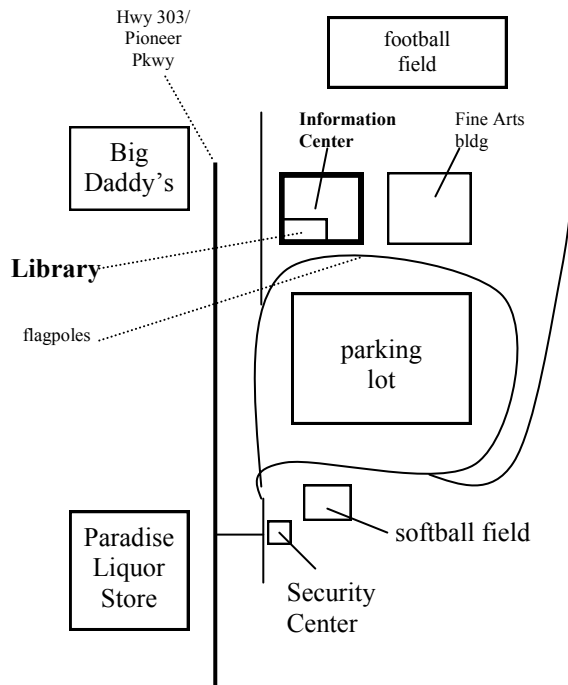 Hwy 303/
Pioneer
Pkwy
football
field
Information
Center
Fine Arts
bldg
Big
Daddy's
Library
flagpoles
parking
lot
Paradise
Liquor
Store
softball field
Security
Center